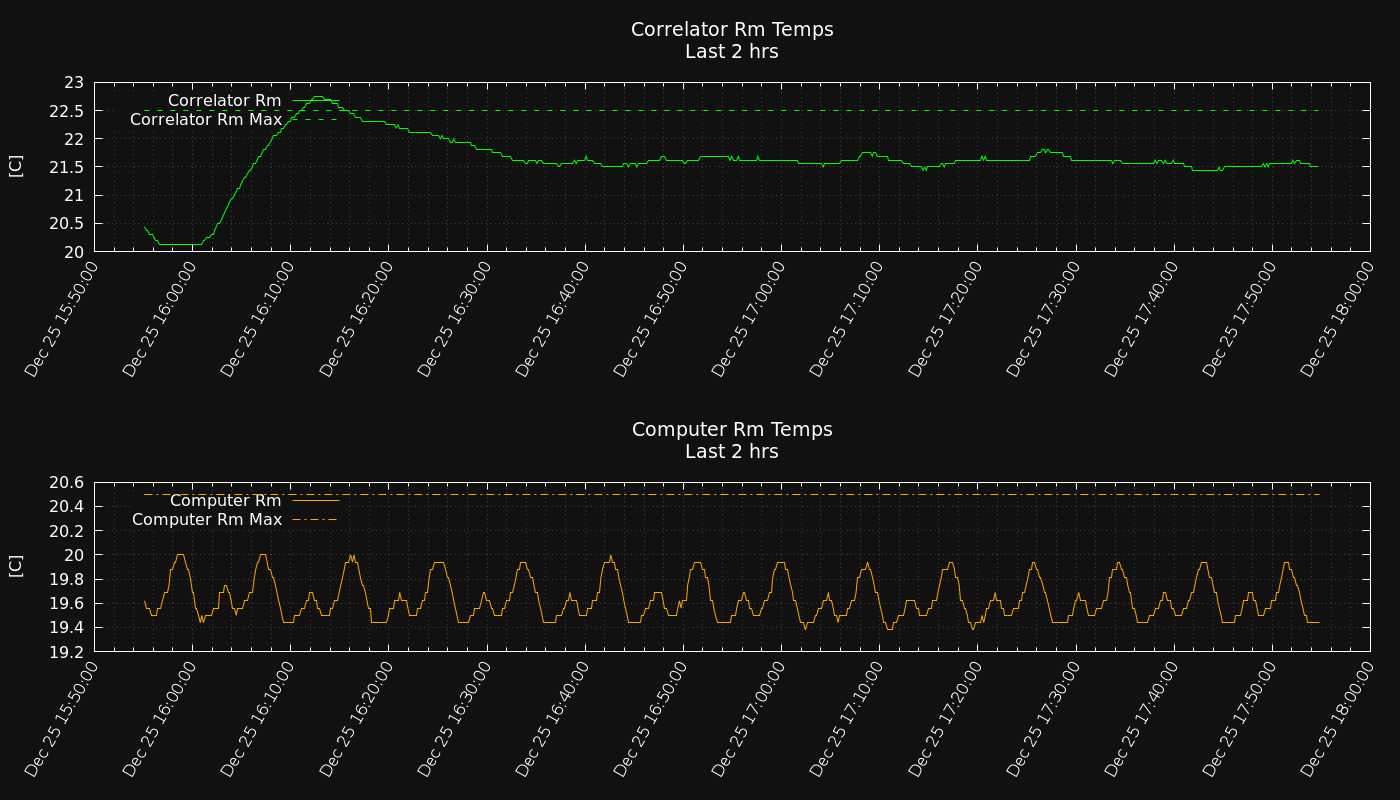 Correlator Rm Temps
Last 2 hrs
23
22.5
22
21.5
21
20.5
20
[C]
Correlator Rm
Correlator Rm Max
Dec 25 15:50:00
Dec 25 16:00:00
Dec 25 16:10:00
Dec 25 16:20:00
Dec 25 16:30:00
Dec 25 16:40:00
Dec 25 16:50:00
Dec 25 17:00:00
Dec 25 17:10:00
Dec 25 17:20:00
Dec 25 17:30:00
Dec 25 17:40:00
Dec 25 17:50:00
Dec 25 18:00:00
Computer Rm Temps
Last 2 hrs
20.6
20.4
20.2
20
19.8
19.6
19.4
19.2
[C]
Computer Rm
Computer Rm Max
Dec 25 15:50:00
Dec 25 16:00:00
Dec 25 16:10:00
Dec 25 16:20:00
Dec 25 16:30:00
Dec 25 16:40:00
Dec 25 16:50:00
Dec 25 17:00:00
Dec 25 17:10:00
Dec 25 17:20:00
Dec 25 17:30:00
Dec 25 17:40:00
Dec 25 17:50:00
Dec 25 18:00:00